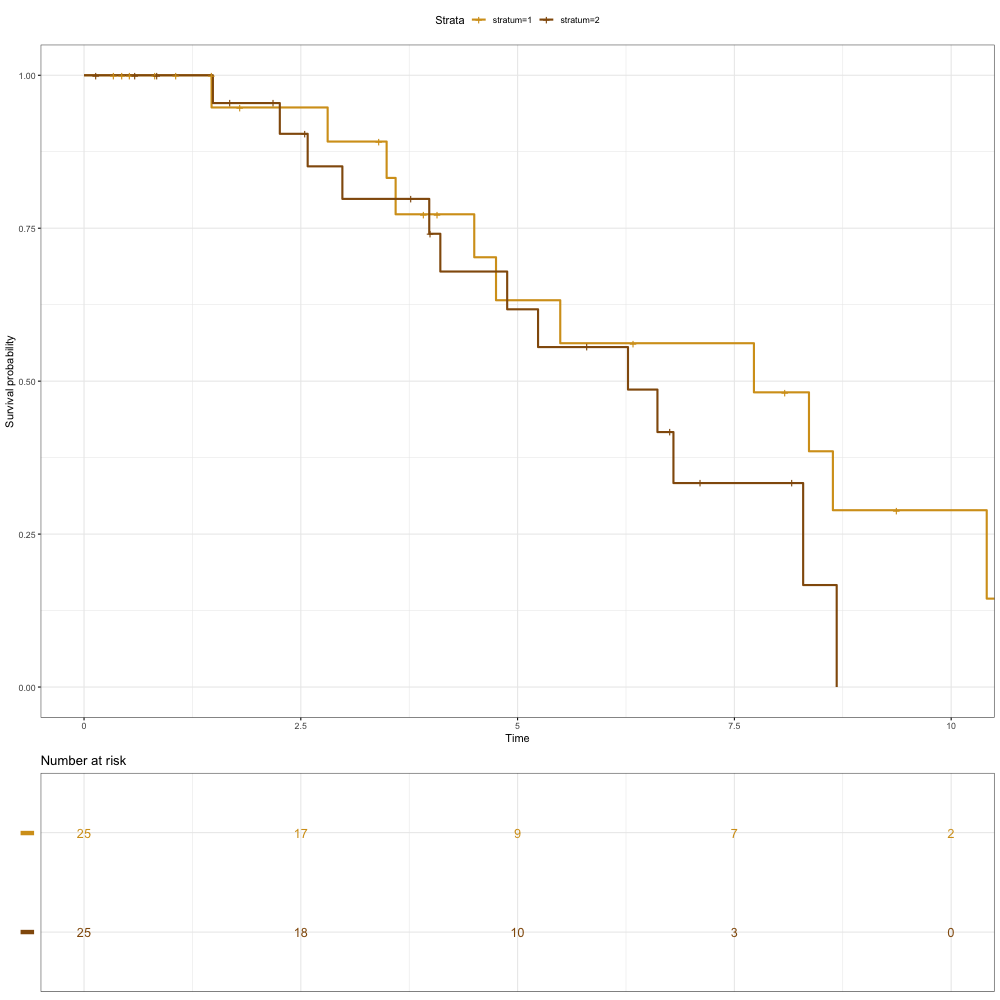 Strata stratum=1 stratum=2
1.00
0.75
0.50
0.25
0.00
Survival probability
0 2.5 5 7.5 10
Time
Number at risk
25 17 9 7 2
25 18 10 3 0